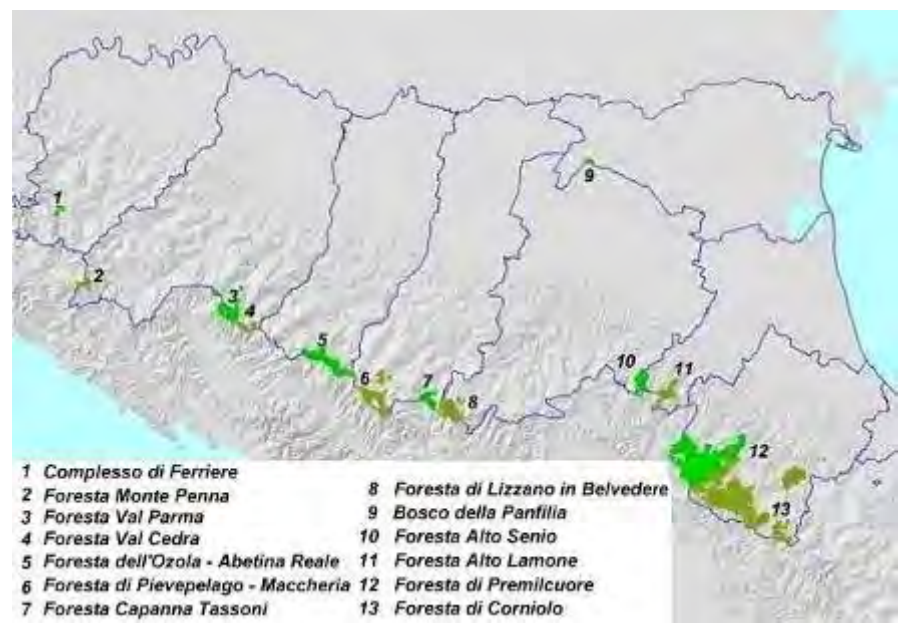 1
2
3
4
5
6
7
8
9
10
11
12
13
1 Complesso di Ferriere
2 Foresta Monte Penna
3 Foresta Val Parma
4 Foresta Val Cedra
5 Foresta dell'Ozola - Abetina Reale
6 Foresta di Pievepelago - Maccheria
7 Foresta Capanna Tassoni
8 Foresta di Lizzano in Belvedere
9 Bosco della Panfilia
10 Foresta Alto Senio
11 Foresta Alto Lamone
12 Foresta di Premilcuore
13 Foresta di Corniolo